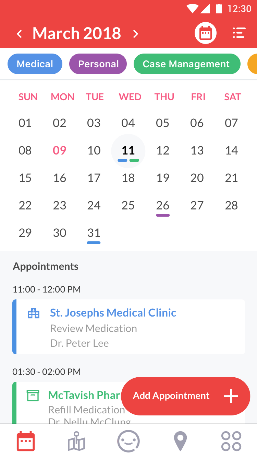 12:30
March 2018
Medical Personal Case Management
SUN MON TUE WED THU FRI SAT
01 02 03 04 05 06 07
08 09 10 11 12 13 14
15 16 17 18 19 20 21
22 23 24 25 26 27 28
29 30 31
Appointments
11:00 - 12:00 PM
St. Josephs Medical Clinic
Review Medication
Dr. Peter Lee
01:30 - 02:00 PM
McTavish Phar
Add Appointment
Refill Medication
Dr. Nelly McClung